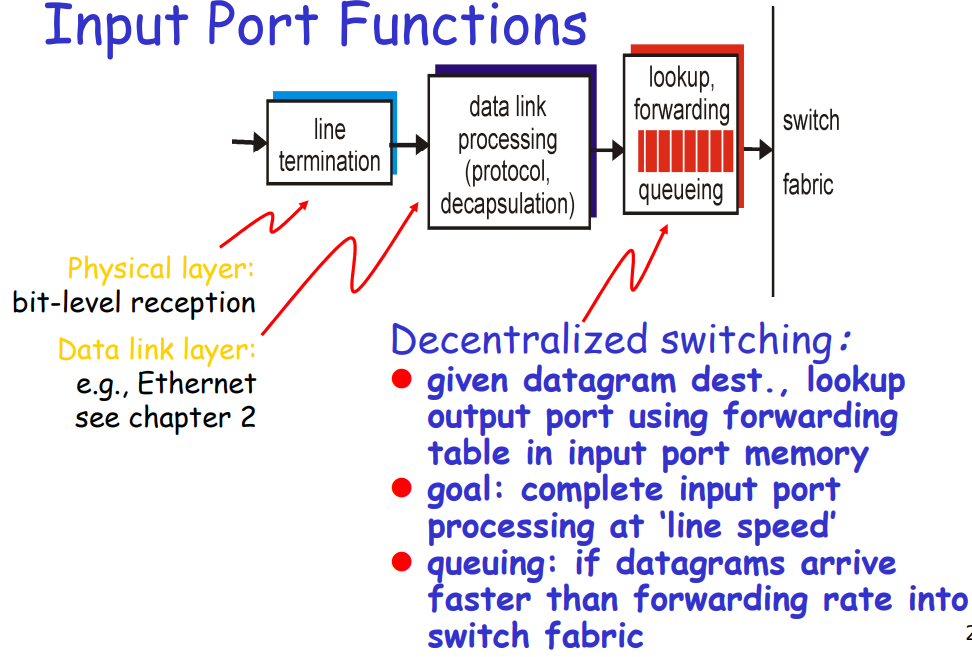 Input Port Functions
line
termination
data link
processing
(protocol,
decapsulation)
lookup,
forwarding
queueing
switch
fabric
Physical layer:
bit-level reception
Data link layer:
e.g., Ethernet
see chapter 2
Decentralized switching:
given datagram dest., lookup
output port using forwarding
table in input port memory
goal: complete input port
processing at ‘line speed’
queuing: if datagrams arrive
faster than forwarding rate into
switch fabric